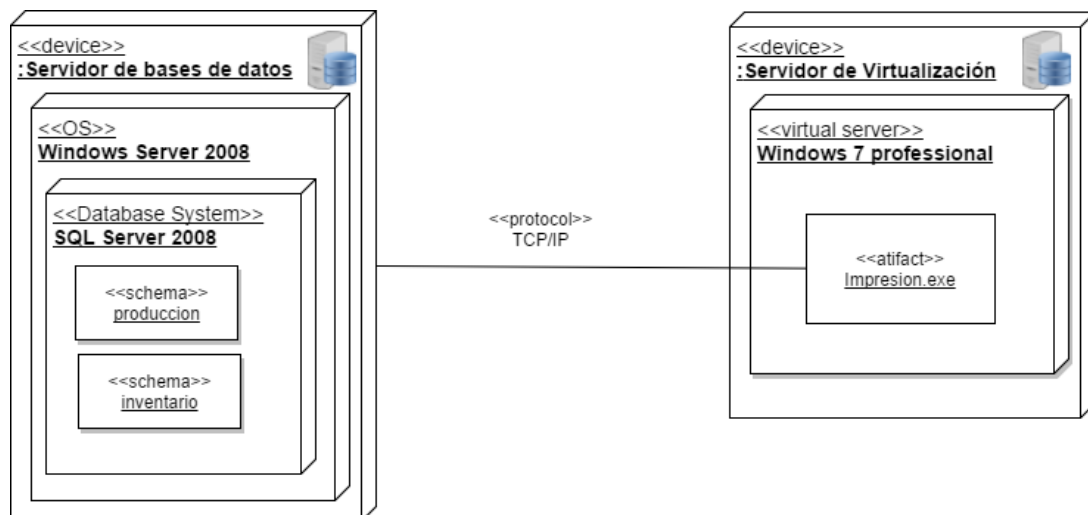 <<device>>
:Servidor de bases de datos
<<OS>>
Windows Server 2008
<<Database System>>
SQL Server 2008
<<schema>>
produccion
<<schema>>
inventario
<<protocol>>
TCP/IP
<<device>>
:Servidor de Virtualización
<<virtual server>>
Windows 7 professional
<<atifact>>
Impresion.exe